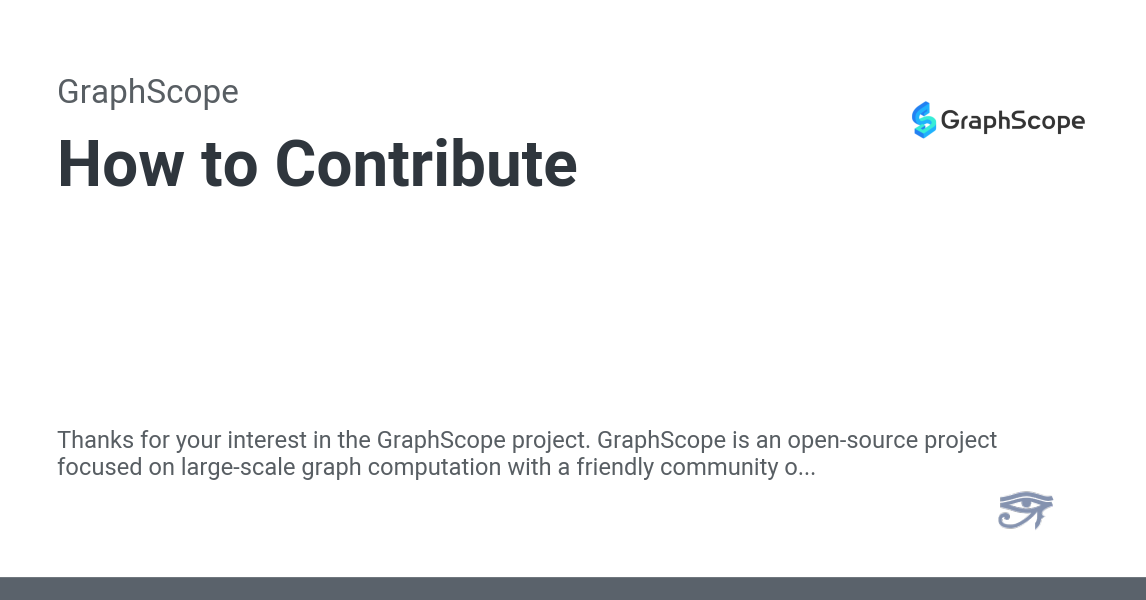 GraphScope
GraphScope
How to Contribute
Thanks for your interest in the GraphScope project. GraphScope is an open-source project
focused on large-scale graph computation with a friendly community o...